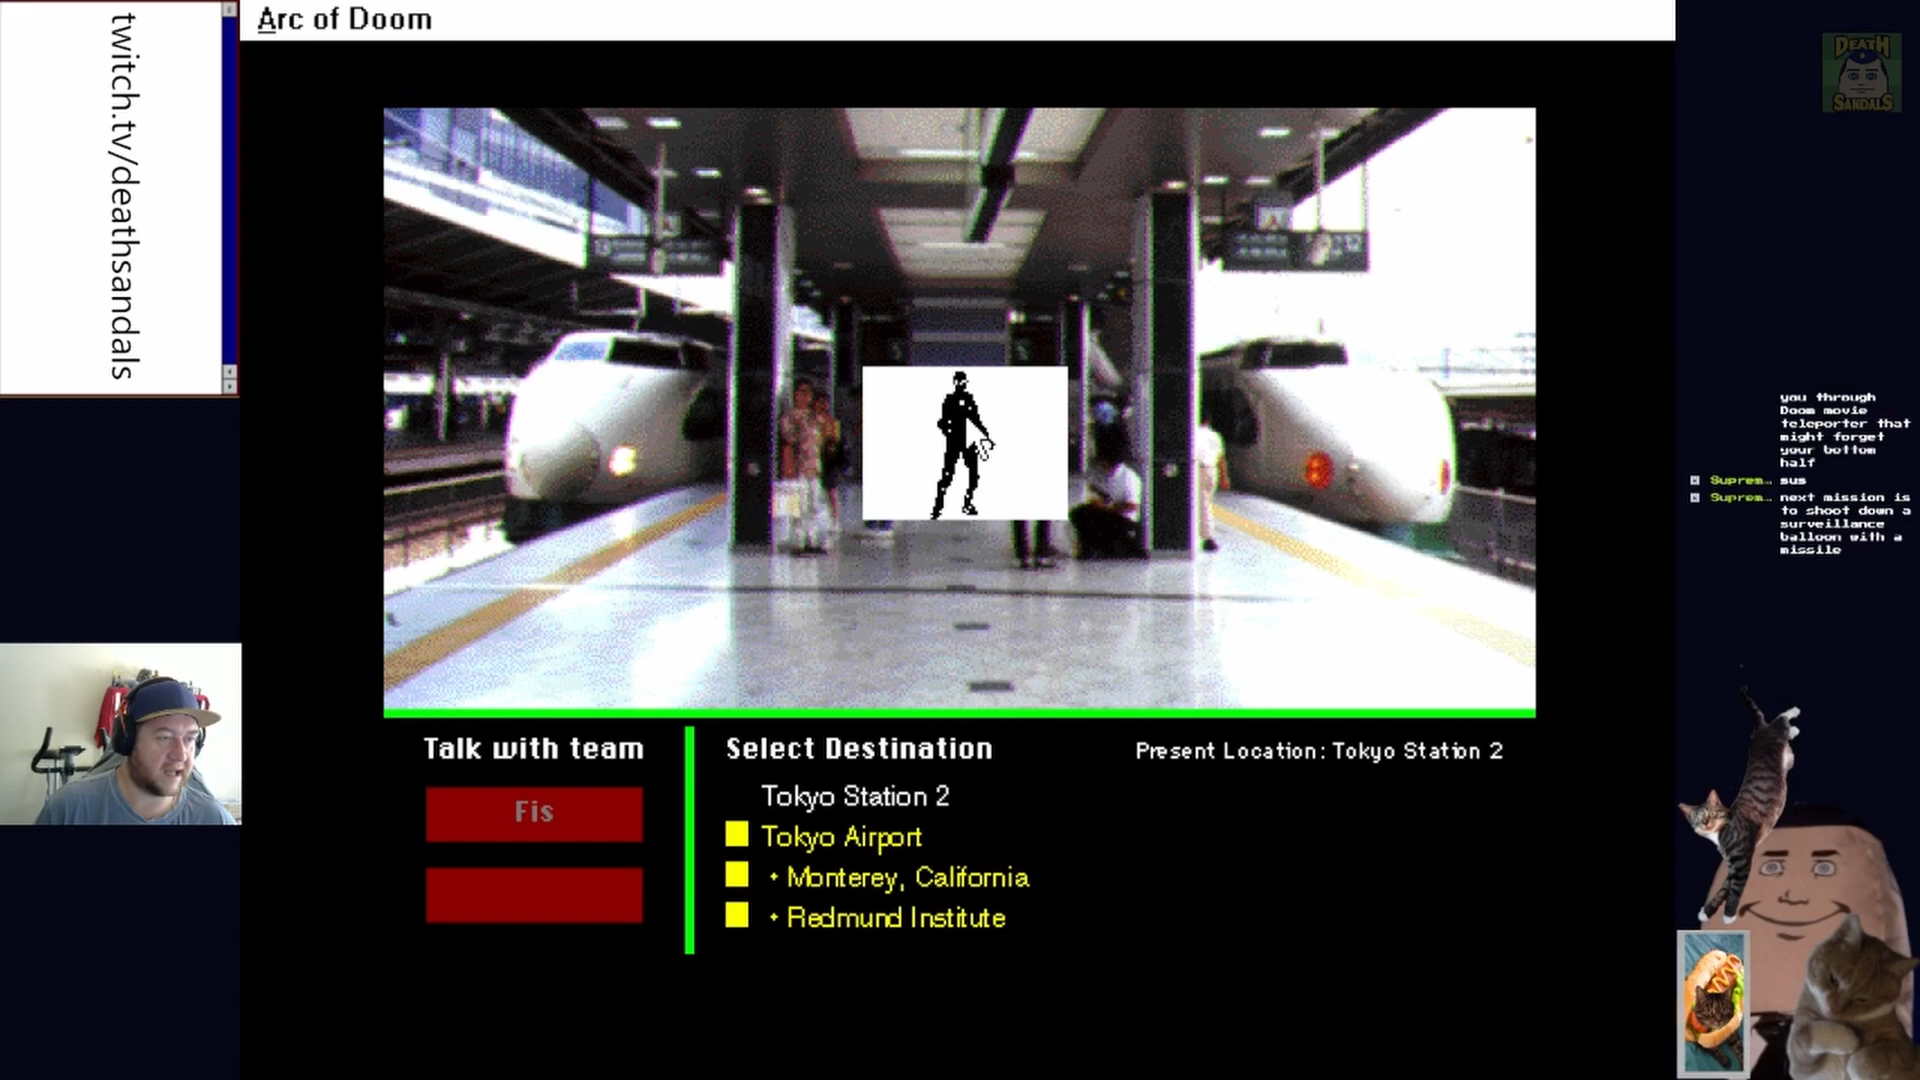 twitch.tv/deathsandals
Arc of Doom
DEATH
SANDALS
you through
Doom movie
teleporter that
might forget
your bottom
half
Suprem… sus
Suprem… next mission is
to shoot down a
surveillance
balloon with a
missile
Talk with team
Fis
Select Destination
Present Location: Tokyo Station 2
Tokyo Station 2
Tokyo Airport
• Monterey, California
• Redmund Institute